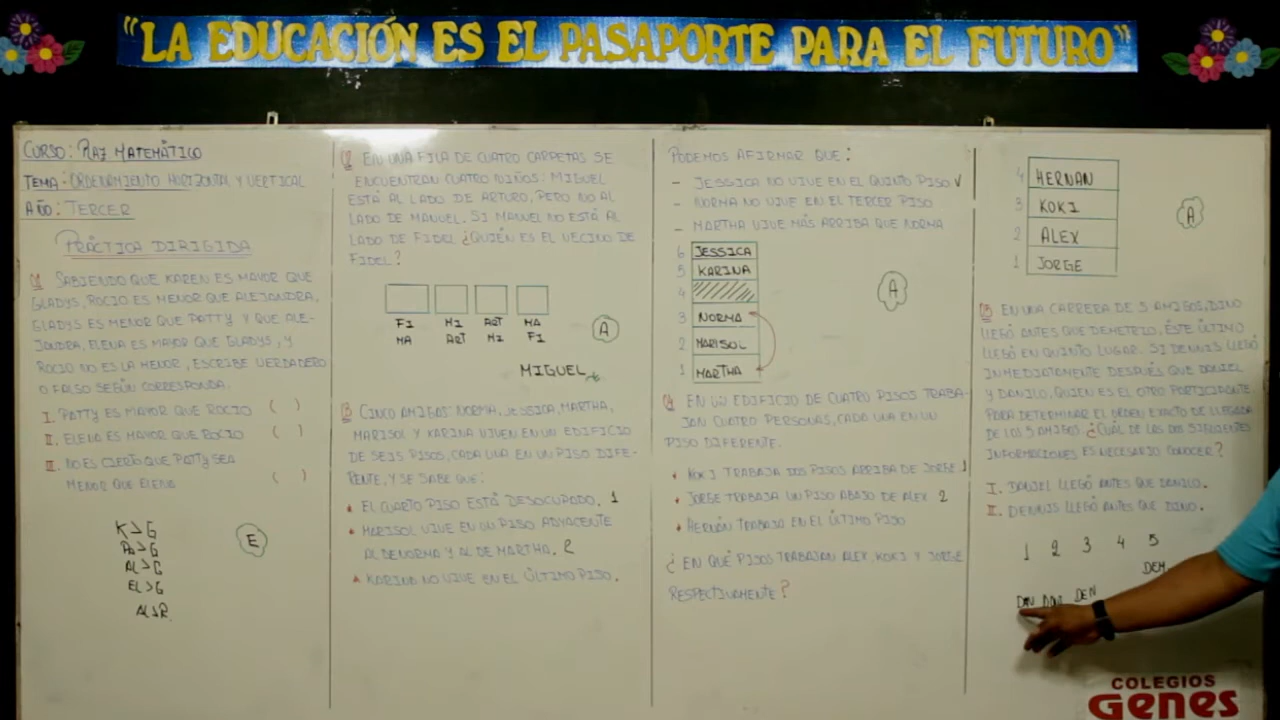 "LA EDUCACIÓN ES EL PASAPORTE PARA EL FUTURO"
CURSO: RAZ MATEMÁTICO
TEMA: ORDENAMIENTO HORIZONTAL Y VERTICAL
AÑO: TERCER
PRÁCTICA DIRIGIDA
SABIENDO QUE KAREN ES MAYOR QUE
GLADYS, ROCIO ES MENOR QUE ALEJANDRA,
GLADYS ES MENOR QUE PATTY Y QUE ALE-
JANDRA, ELENA ES MAYOR QUE GLADYS, Y
ROCIO NO ES LA MENOR, ESCRIBE VERDADERO
O FALSO SEGÚN CORRESPONDA.
I. PATTY ES MAYOR QUE ROCIO ( )
II. ELENA ES MAYOR QUE ROCIO ( )
III. NO ES CIERTO QUE PATTY SEA
MENOR QUE ELENA ( )
K>G
PA>G
AL>G
EL>G
AL>R
E
EN UNA FILA DE CUATRO CARPETAS SE
ENCUENTRAN CUATRO NIÑOS: MIGUEL
ESTÁ AL LADO DE ARTURO, PERO NO AL
LADO DE MANUEL. SI MANUEL NO ESTÁ AL
LADO DE FIDEL ¿QUIÉN ES EL VECINO DE
FIDEL?
FI MI ART MA
MA ART MI FI
A
MIGUEL
CINCO AMIGAS: NORMA, JESSICA, MARTHA,
MARISOL Y KARINA VIVEN EN UN EDIFICIO
DE SEIS PISOS, CADA UNA EN UN PISO DIFE-
RENTE, Y SE SABE QUE:
EL CUARTO PISO ESTÁ DESOCUPADO. 1
MARISOL VIVE EN UN PISO ADYACENTE
AL DE NORMA Y AL DE MARTHA. 2
KARINA NO VIVE EN EL ÚLTIMO PISO.
PODEMOS AFIRMAR QUE:
- JESSICA NO VIVE EN EL QUINTO PISO V
- NORMA NO VIVE EN EL TERCER PISO
- MARTHA VIVE MÁS ARRIBA QUE NORMA
6 JESSICA
5 KARINA
4
3 NORMA
2 MARISOL
1 MARTHA
A
EN UN EDIFICIO DE CUATRO PISOS TRABA-
JAN CUATRO PERSONAS, CADA UNA EN UN
PISO DIFERENTE.
KOKI TRABAJA DOS PISOS ARRIBA DE JORGE 1
JORGE TRABAJA UN PISO ABAJO DE ALEX 2
HERNÁN TRABAJA EN EL ÚLTIMO PISO
¿EN QUÉ PISOS TRABAJAN ALEX, KOKI Y JORGE
RESPECTIVAMENTE?
4 HERNAN
3 KOKI
2 ALEX
1 JORGE
A
EN UNA CARRERA DE 5 AMIGOS, DINO
LLEGÓ ANTES QUE DEMETRIO, ÉSTE ÚLTIMO
LLEGÓ EN QUINTO LUGAR. SI DENNIS LLEGÓ
INMEDIATAMENTE DESPUÉS QUE DANIEL
Y DANILO, QUIEN ES EL OTRO PARTICIPANTE
PARA DETERMINAR EL ORDEN EXACTO DE LLEGADA
DE LOS 5 AMIGOS. ¿CUÁL DE LAS DOS SIGUIENTES
INFORMACIONES ES NECESARIO CONOCER?
I. DANIEL LLEGÓ ANTES QUE DANILO.
II. DENNIS LLEGÓ ANTES QUE DINO.
1 2 3 4 5
DEM
DEN
COLEGIOS
GENES